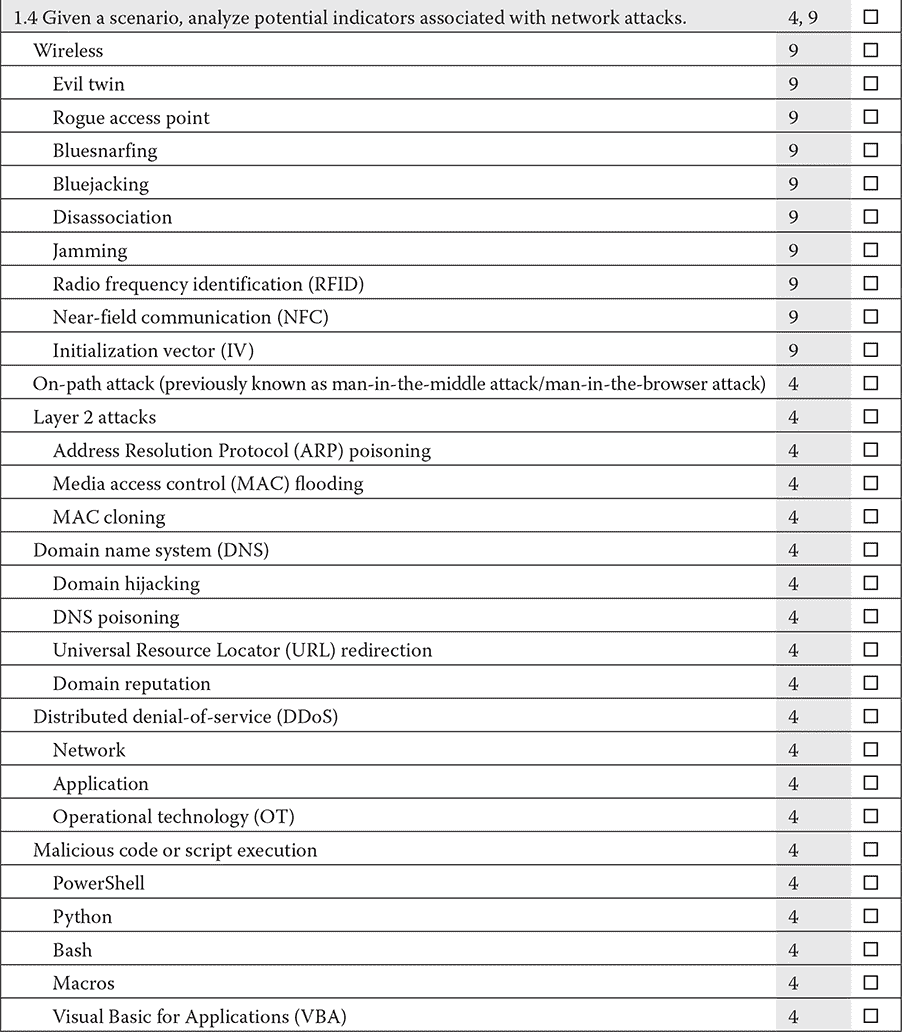 1.4 Given a scenario, analyze potential indicators associated with network attacks. 4, 9 ☐
Wireless 9 ☐
Evil twin 9 ☐
Rogue access point 9 ☐
Bluesnarfing 9 ☐
Bluejacking 9 ☐
Disassociation 9 ☐
Jamming 9 ☐
Radio frequency identification (RFID) 9 ☐
Near-field communication (NFC) 9 ☐
Initialization vector (IV) 9 ☐
On-path attack (previously known as man-in-the-middle attack/man-in-the-browser attack) 4 ☐
Layer 2 attacks 4 ☐
Address Resolution Protocol (ARP) poisoning 4 ☐
Media access control (MAC) flooding 4 ☐
MAC cloning 4 ☐
Domain name system (DNS) 4 ☐
Domain hijacking 4 ☐
DNS poisoning 4 ☐
Universal Resource Locator (URL) redirection 4 ☐
Domain reputation 4 ☐
Distributed denial-of-service (DDoS) 4 ☐
Network 4 ☐
Application 4 ☐
Operational technology (OT) 4 ☐
Malicious code or script execution 4 ☐
PowerShell 4 ☐
Python 4 ☐
Bash 4 ☐
Macros 4 ☐
Visual Basic for Applications (VBA) 4 ☐